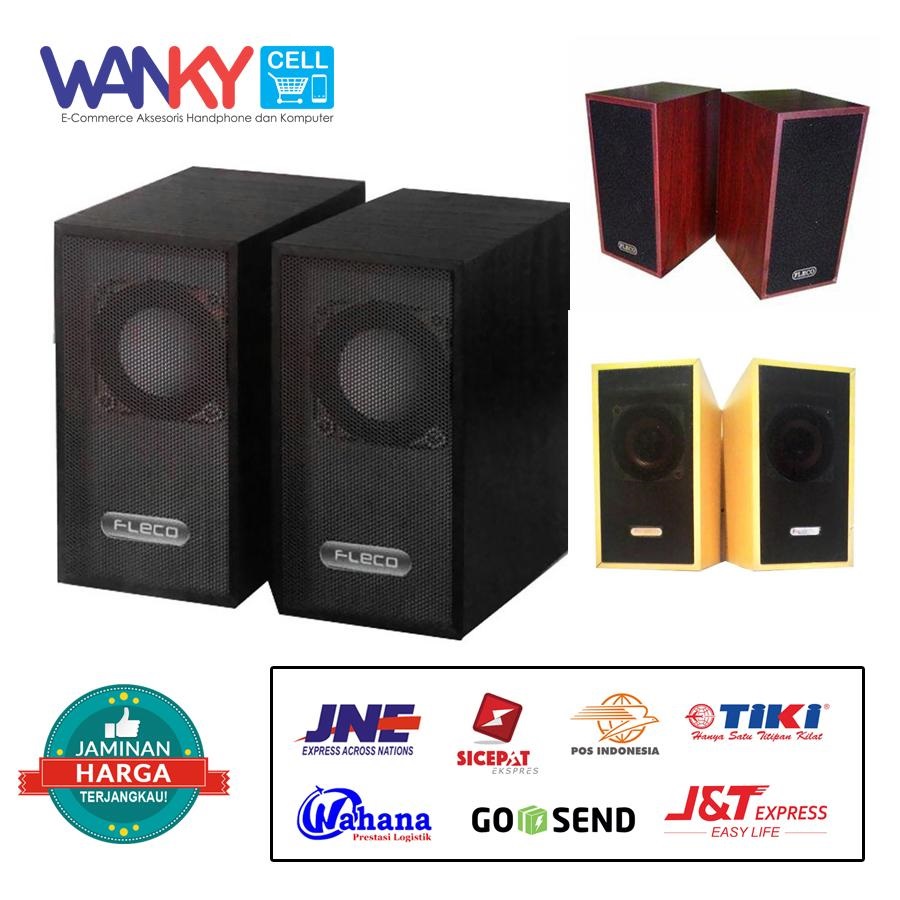 WANKY
CELL
E-Commerce Aksesoris Handphone dan Komputer
FLECO
FLECO
FLECO
FLECO
JAMINAN
HARGA
TERJANGKAU!
JNE
EXPRESS ACROSS NATIONS
SICEPAT
EKSPRES
POS INDONESIA
TiKi®
Hanya Satu Titipan Kilat
Wahana
Prestasi Logistik
GO SEND
J&T EXPRESS
EASY LIFE